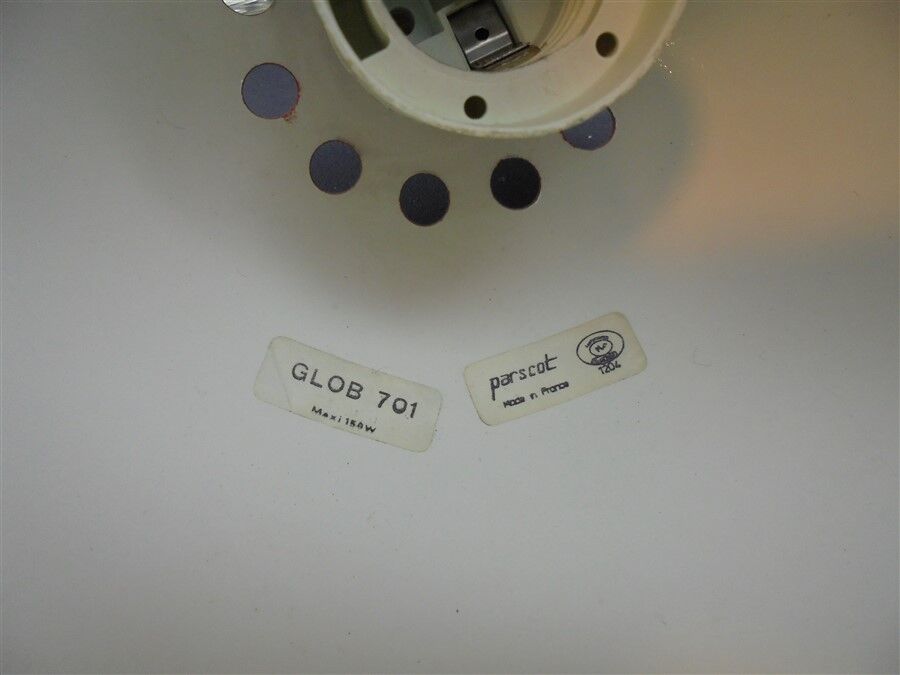 GLOB 701
Maxi 150W
parscot
Made in France
1204